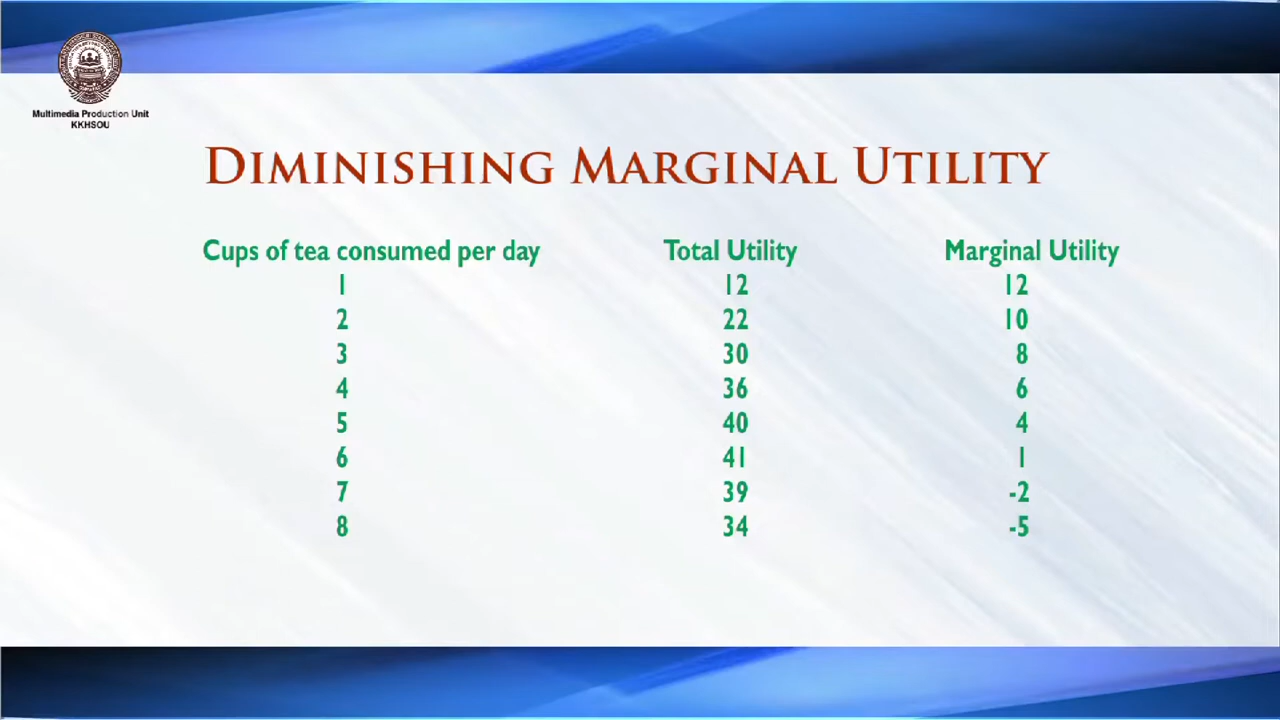 Multimedia Production Unit
KKHSOU
DIMINISHING MARGINAL UTILITY
Cups of tea consumed per day Total Utility Marginal Utility
1 12 12
2 22 10
3 30 8
4 36 6
5 40 4
6 41 1
7 39 -2
8 34 -5